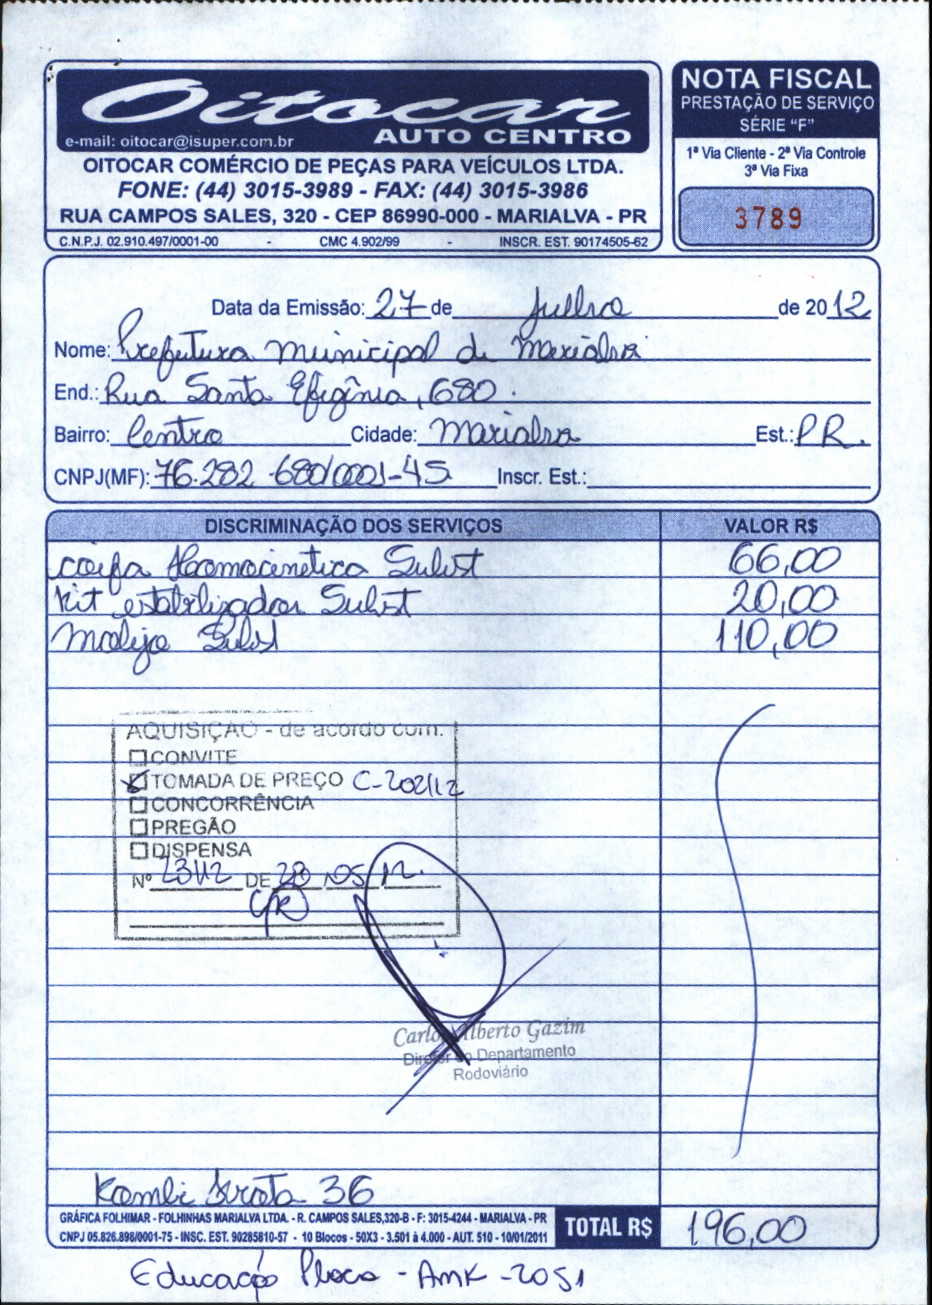 Oitocar
AUTO CENTRO
e-mail: oitocar@isuper.com.br
OITOCAR COMÉRCIO DE PEÇAS PARA VEÍCULOS LTDA.
FONE: (44) 3015-3989 - FAX: (44) 3015-3986
RUA CAMPOS SALES, 320 - CEP 86990-000 - MARIALVA - PR
C.N.P.J. 02.910.497/0001-00 - CMC 4.902/99 - INSCR. EST. 90174505-62
NOTA FISCAL
PRESTAÇÃO DE SERVIÇO
SÉRIE “F”
1ª Via Cliente - 2ª Via Controle
3ª Via Fixa
3789
Data da Emissão: 27 de Julho de 2012
Nome: Prefeitura Municipal de Marialva
End.: Rua Santa Efigênia, 680.
Bairro: Centro Cidade: Marialva Est.: PR.
CNPJ(MF): 76.282 680/0001-45 Inscr. Est.:
DISCRIMINAÇÃO DOS SERVIÇOS VALOR R$
coifa Homocinetica Subst 66,00
Kit estabilizador Subst 20,00
Subst 110,00
AQUISIÇÃO - de acordo com:
CONVITE
TOMADA DE PREÇO C-202/12
CONCORRÊNCIA
PREGÃO
DISPENSA
Nº 23/12 DE 28/05/12
Carlos Alberto Gazim
Diretor do Departamento
Rodoviário
Kombi frota 36
GRÁFICA FOLHIMAR - FOLHINHAS MARIALVA LTDA. - R. CAMPOS SALES,320-B - F: 3015-4244 - MARIALVA - PR
CNPJ 05.826.898/0001-75 - INSC. EST. 90285810-57 - 10 Blocos - 50X3 - 3.501 à 4.000 - AUT. 510 - 10/01/2011
TOTAL R$ 196,00
Educação Placa - AMK - 2051